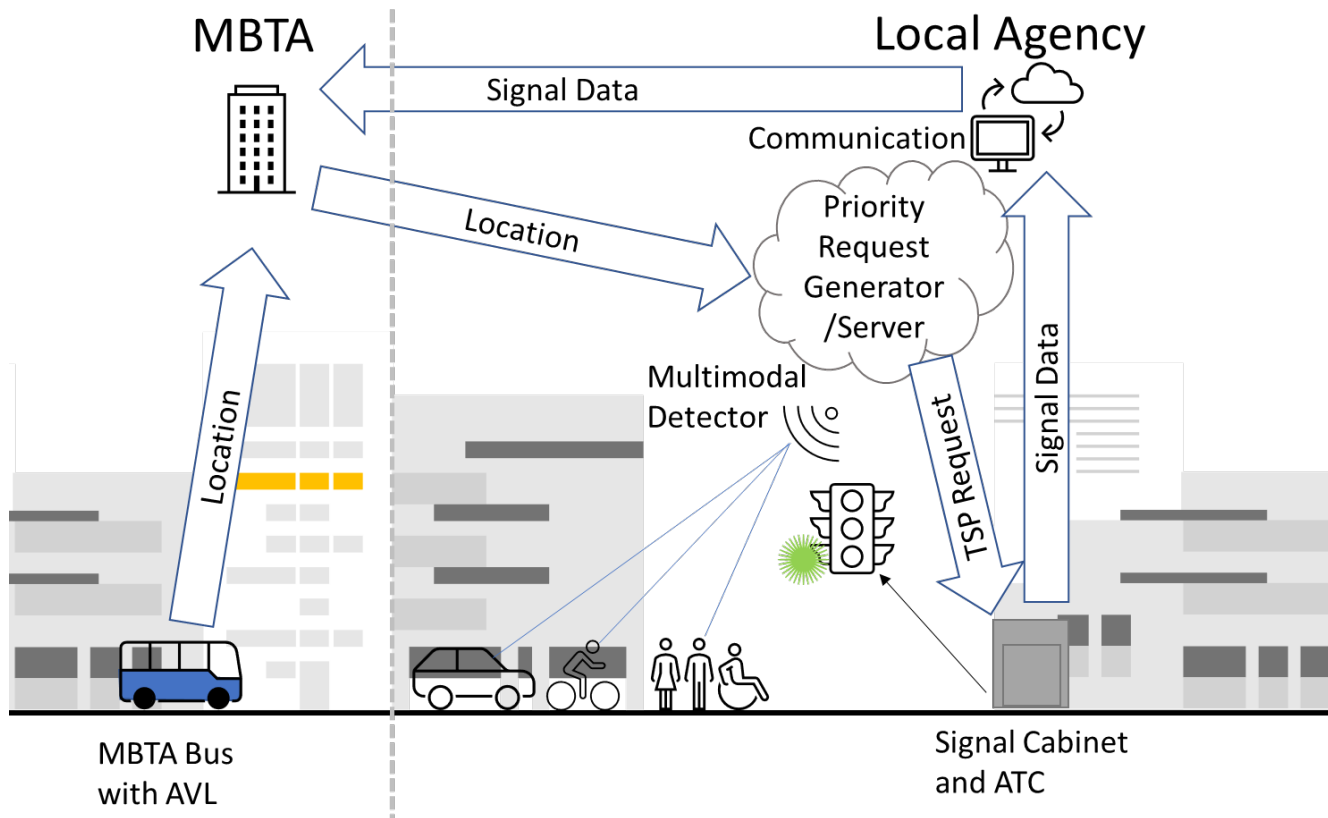 MBTA
Local Agency
Signal Data
Communication
Location
Priority
Request
Generator
/Server
Multimodal
Detector
Location
TSP Request
Signal Data
MBTA Bus
with AVL
Signal Cabinet
and ATC